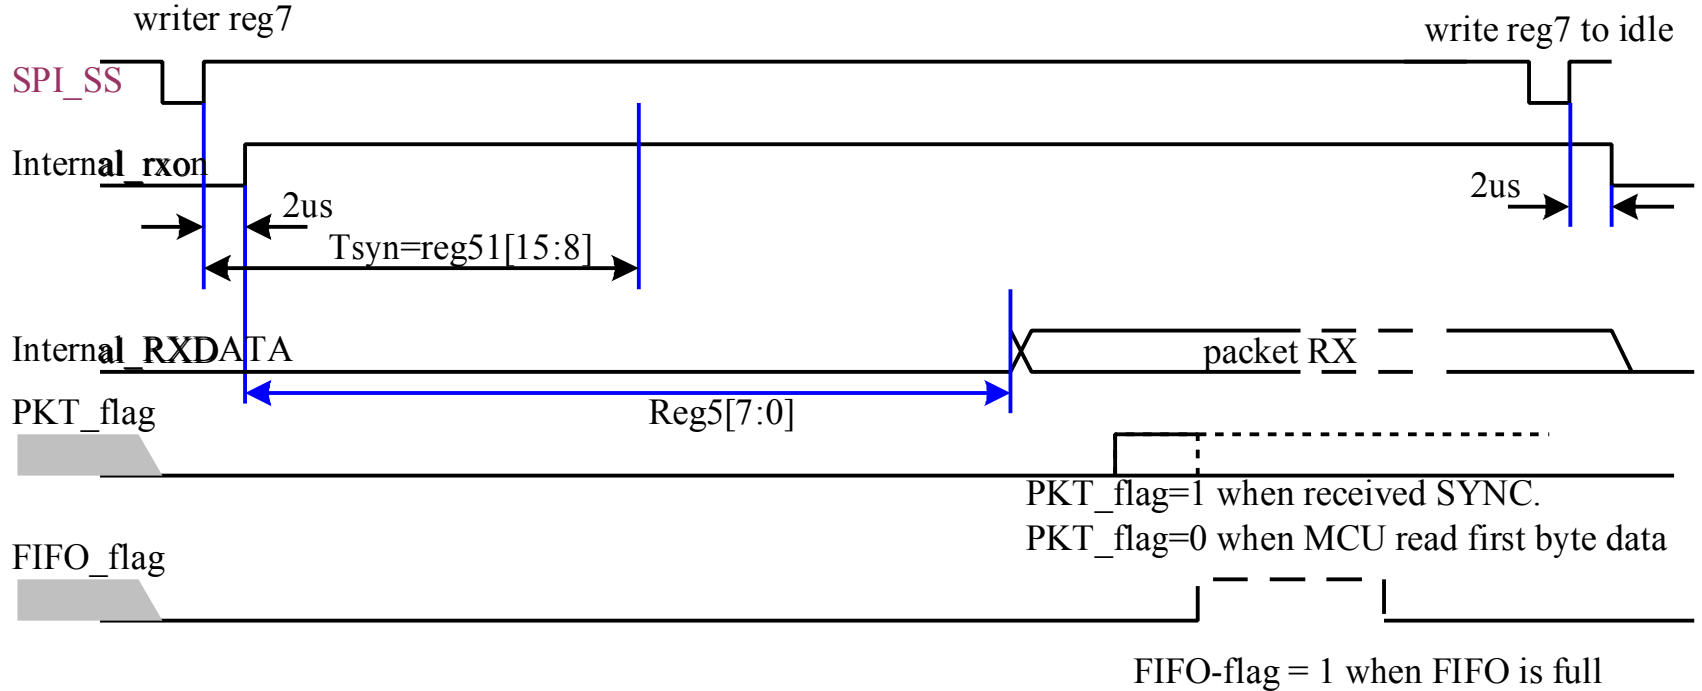 writer reg7
write reg7 to idle
SPI_SS
Internal_rxon
2us
2us
Tsyn=reg51[15:8]
Internal_RXDATA
packet RX
Reg5[7:0]
PKT_flag
PKT_flag=1 when received SYNC.
PKT_flag=0 when MCU read first byte data
FIFO_flag
FIFO-flag = 1 when FIFO is full